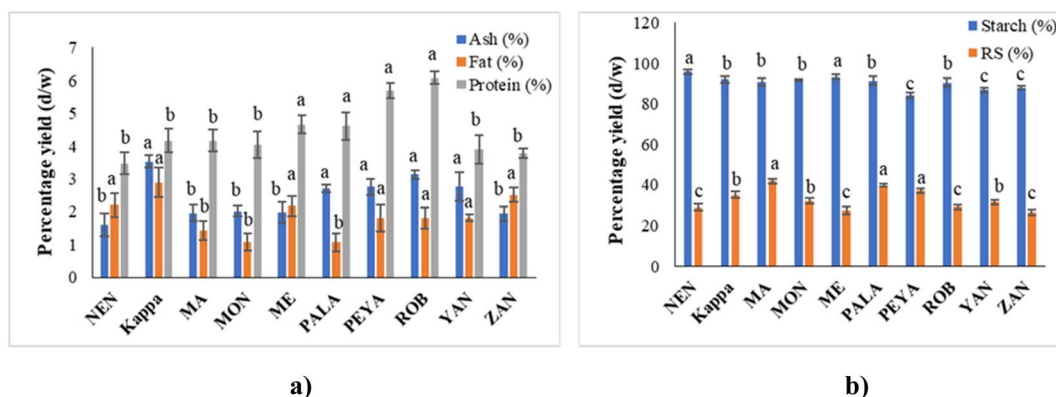 7
6
5
4
3
2
1
0
Percentage yield (d/w)
Ash (%)
Fat (%)
Protein (%)
b a b
a a b
b b b
b b b
b a a
a b a
a a a
a a a
a a b
b a b
NEN
Kappa
MA
MON
ME
PALA
PEYA
ROB
YAN
ZAN
a)
120
100
80
60
40
20
0
Percentage yield (d/w)
Starch (%)
RS (%)
a b b b a b c b c c
c b a b c a a c b c
NEN
Kappa
MA
MON
ME
PALA
PEYA
ROB
YAN
ZAN
b)